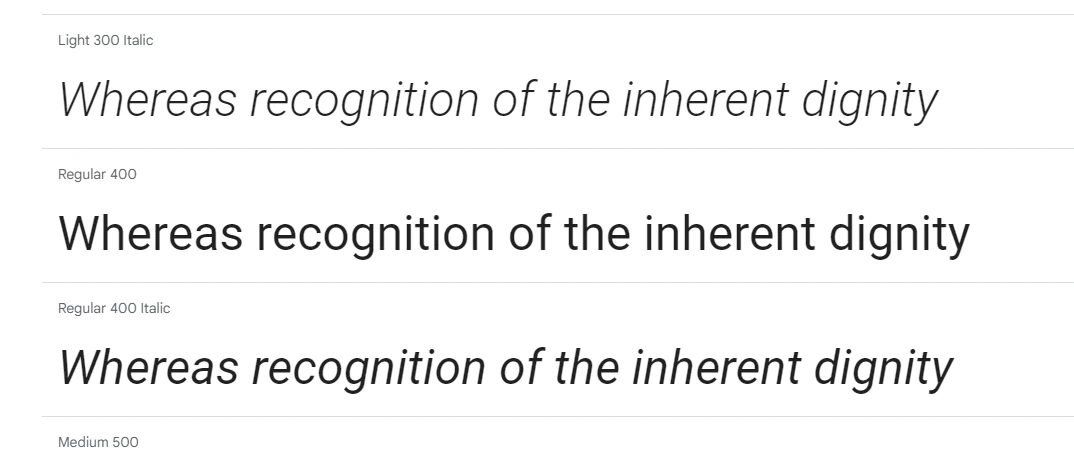 Light 300 Italic
Whereas recognition of the inherent dignity
Regular 400
Whereas recognition of the inherent dignity
Regular 400 Italic
Whereas recognition of the inherent dignity
Medium 500